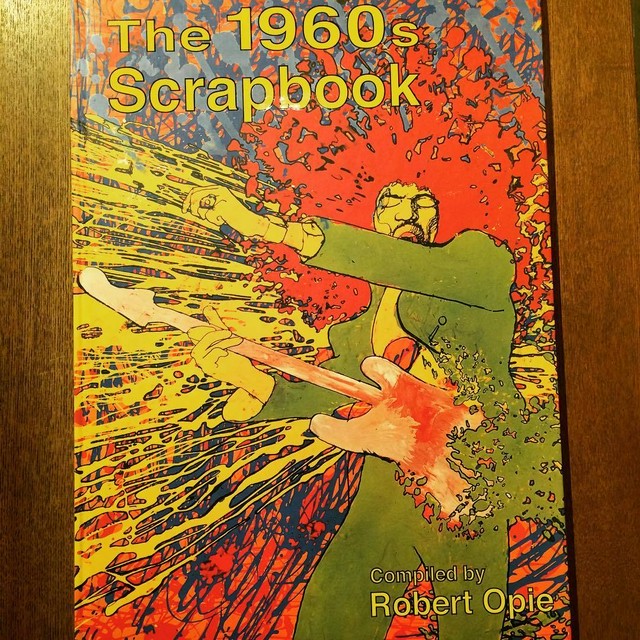 The 1960s
Scrapbook
Compiled by
Robert Opie